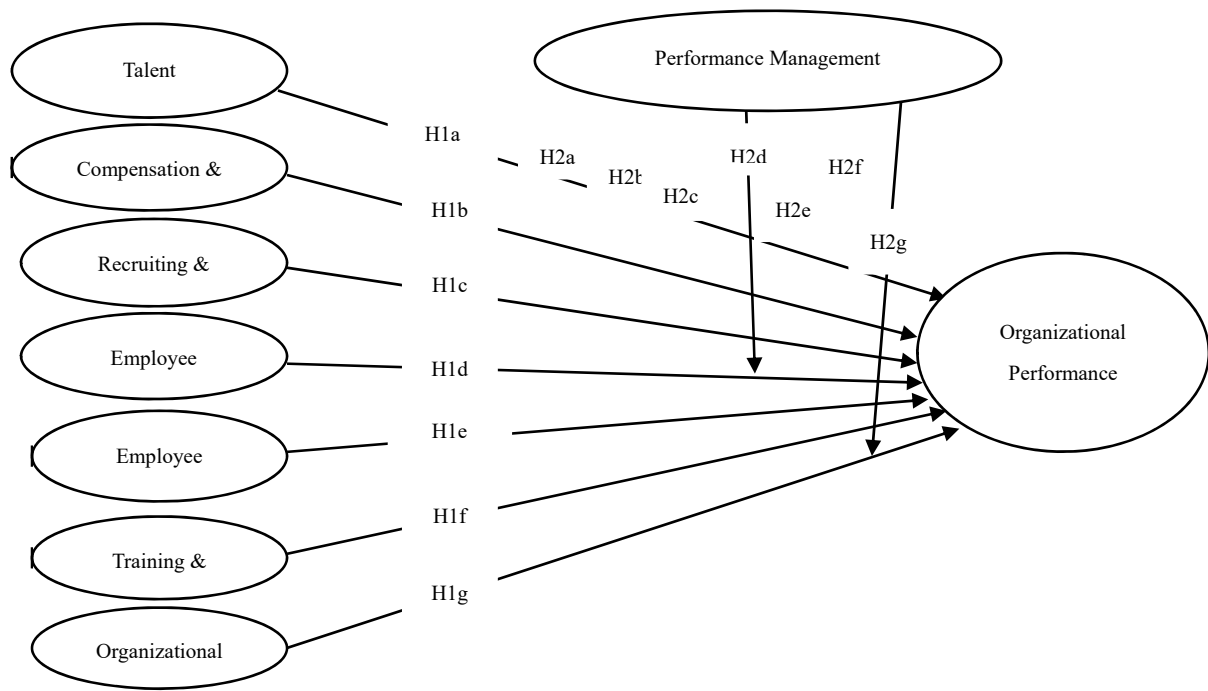 Talent
Performance Management
H1a
Compensation &
H2a
H2b
H2c
H2d
H2e
H2f
H2g
H1b
Recruiting &
H1c
Organizational
Performance
Employee
H1d
Employee
H1e
Training &
H1f
Organizational
H1g